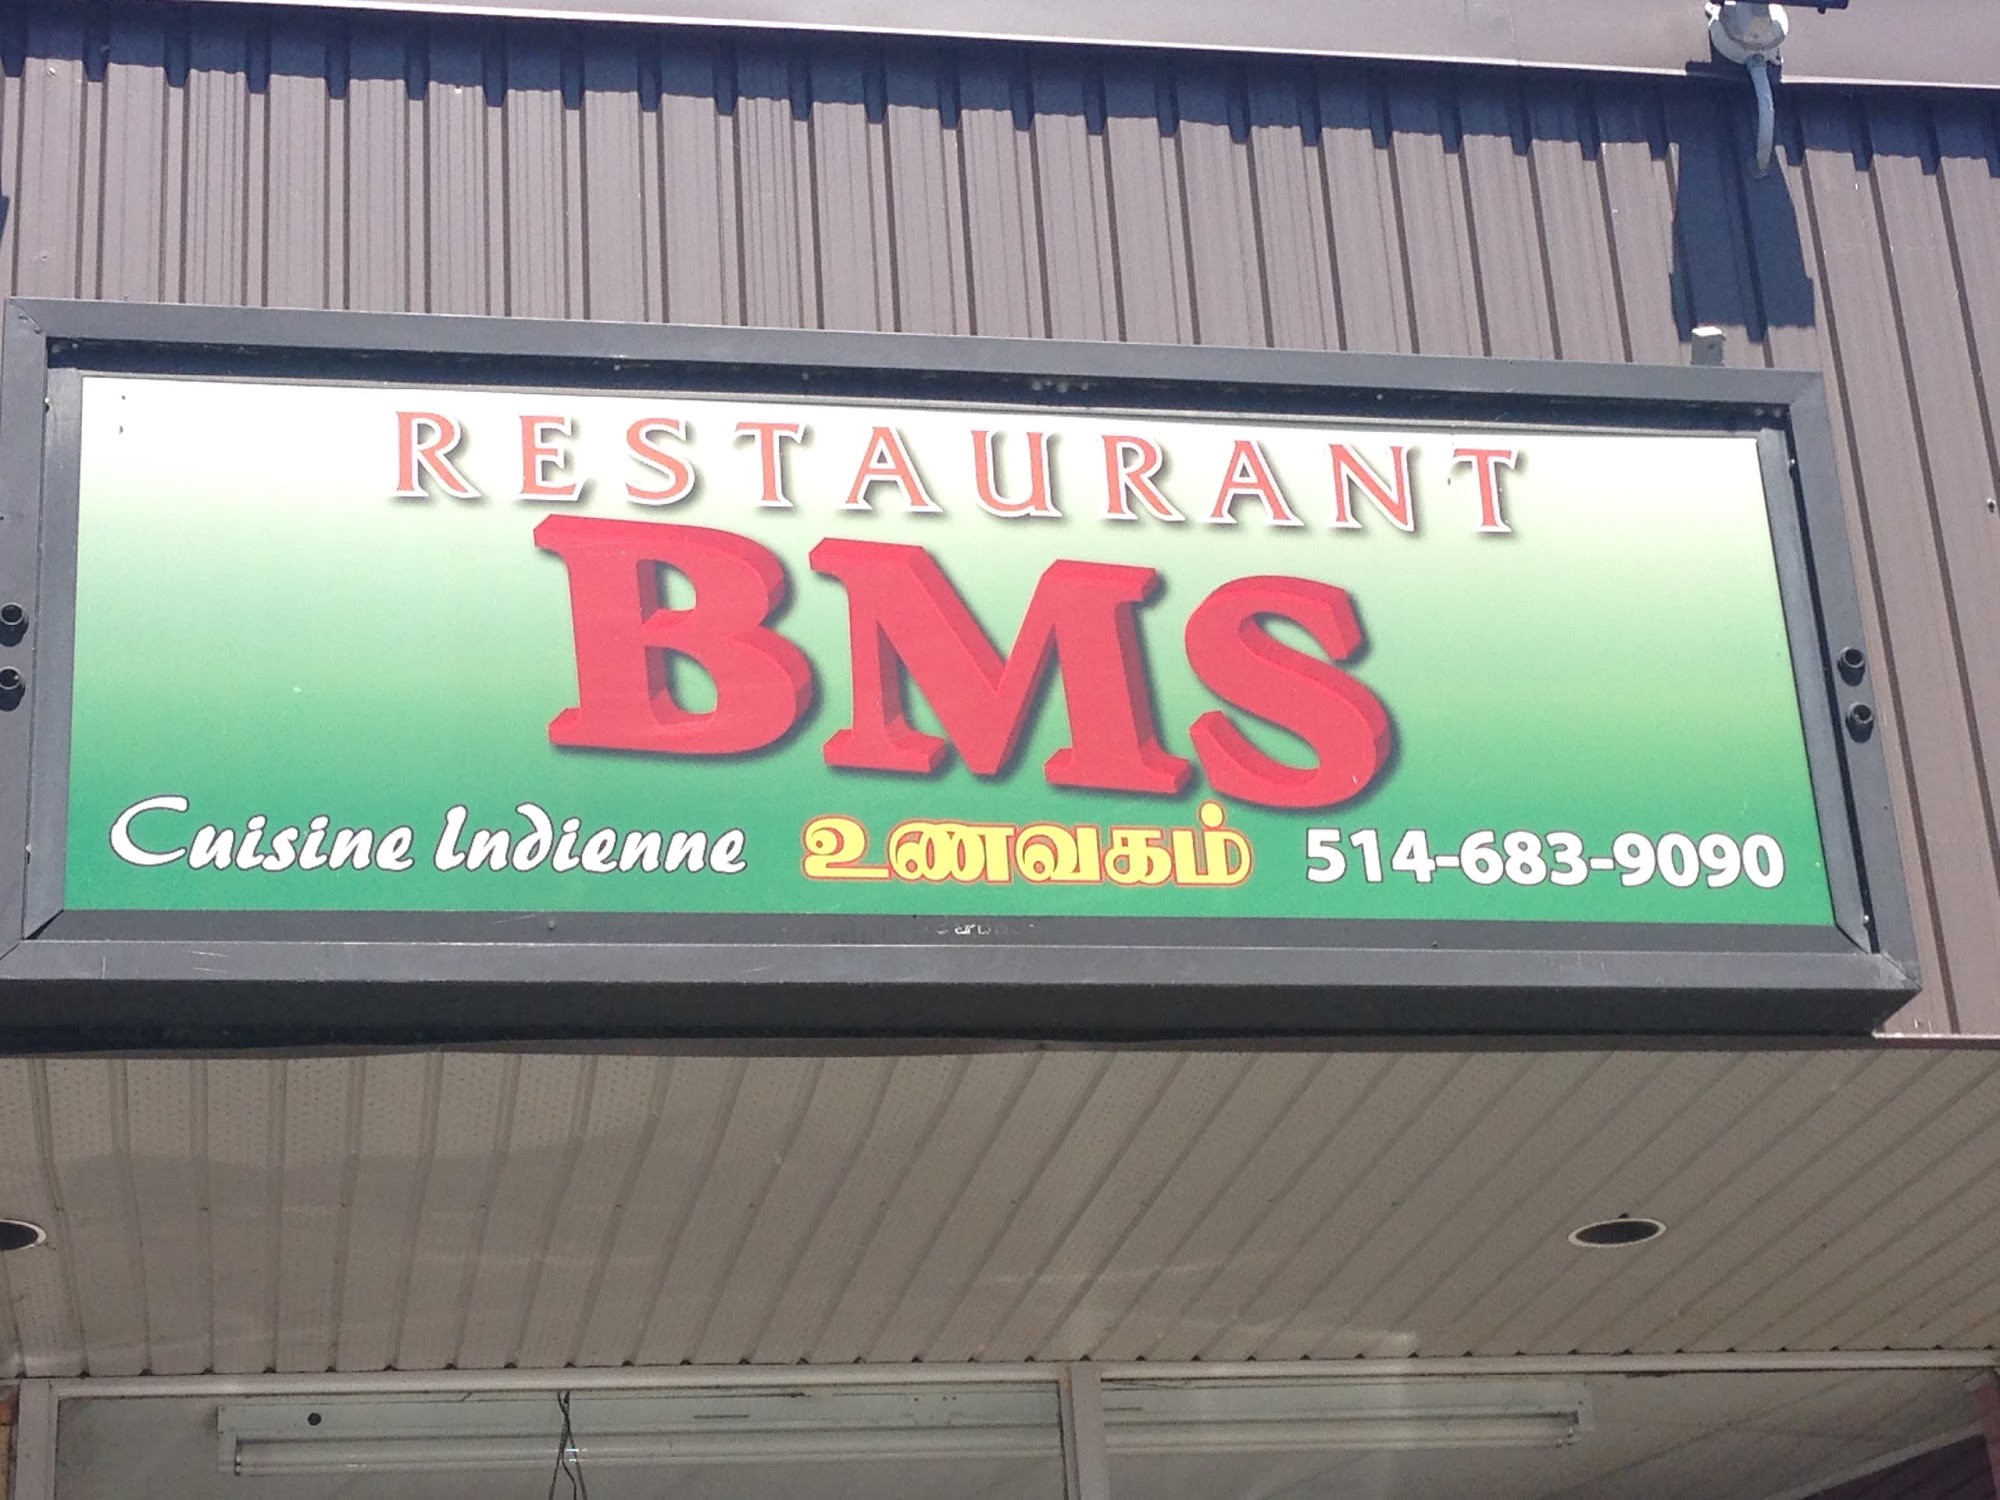 RESTAURANT
BMS
Cuisine Indienne உணவகம் 514-683-9090